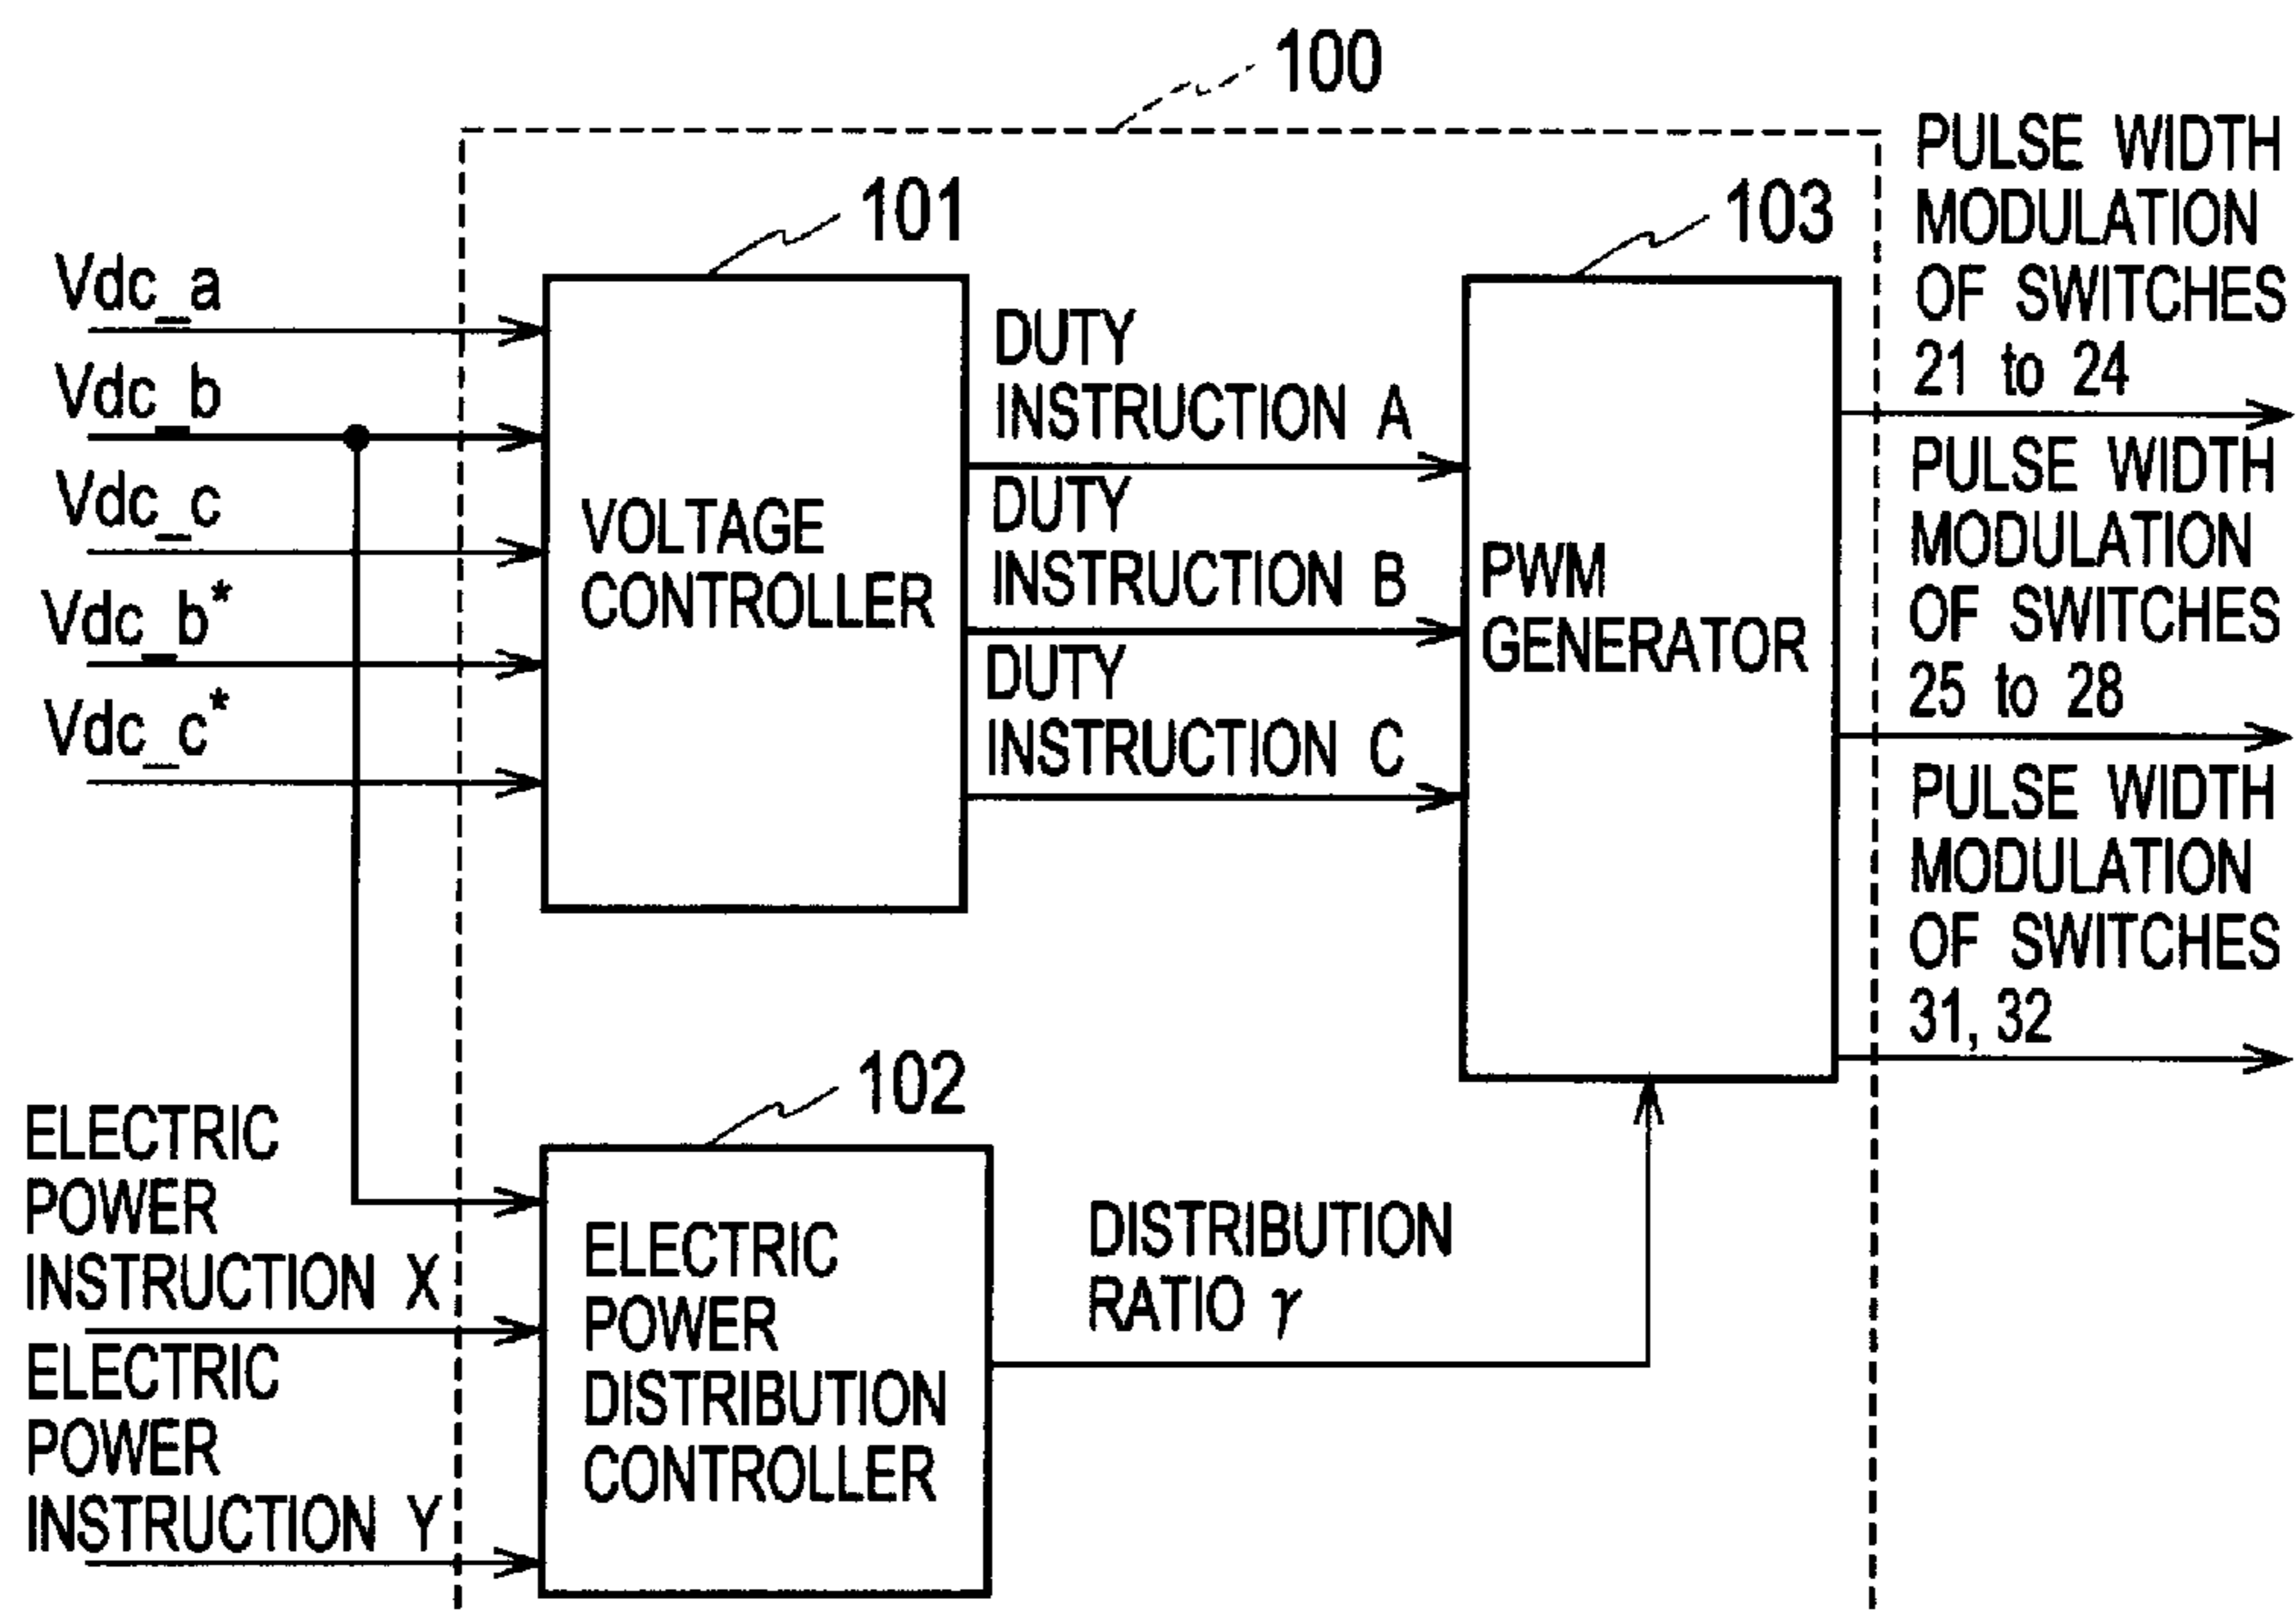 100
101
103
Vdc_a
Vdc_b
Vdc_c
Vdc_b*
Vdc_c*
VOLTAGE
CONTROLLER
DUTY
INSTRUCTION A
DUTY
INSTRUCTION B
DUTY
INSTRUCTION C
PWM
GENERATOR
PULSE WIDTH
MODULATION
OF SWITCHES
21 to 24
PULSE WIDTH
MODULATION
OF SWITCHES
25 to 28
PULSE WIDTH
MODULATION
OF SWITCHES
31, 32
102
ELECTRIC
POWER
INSTRUCTION X
ELECTRIC
POWER
INSTRUCTION Y
ELECTRIC
POWER
DISTRIBUTION
CONTROLLER
DISTRIBUTION
RATIO γ